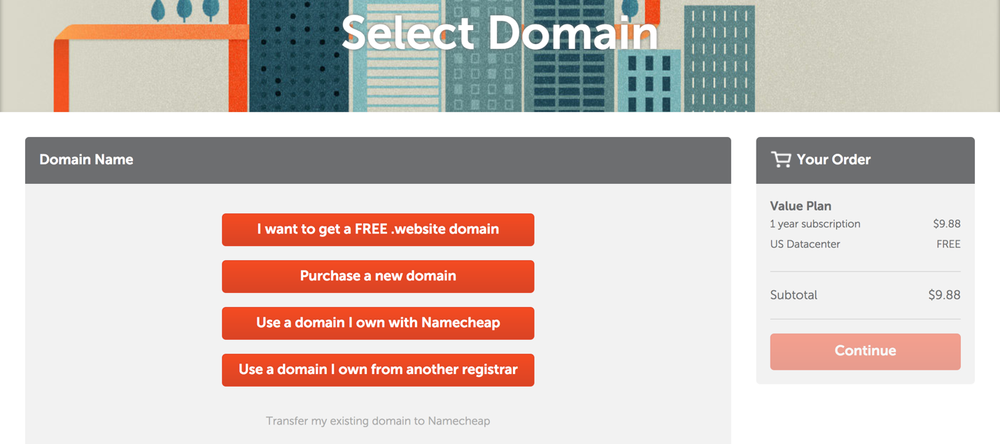 Select Domain
Domain Name
I want to get a FREE .website domain
Purchase a new domain
Use a domain I own with Namecheap
Use a domain I own from another registrar
Transfer my existing domain to Namecheap
Your Order
Value Plan
1 year subscription $9.88
US Datacenter FREE
Subtotal $9.88
Continue